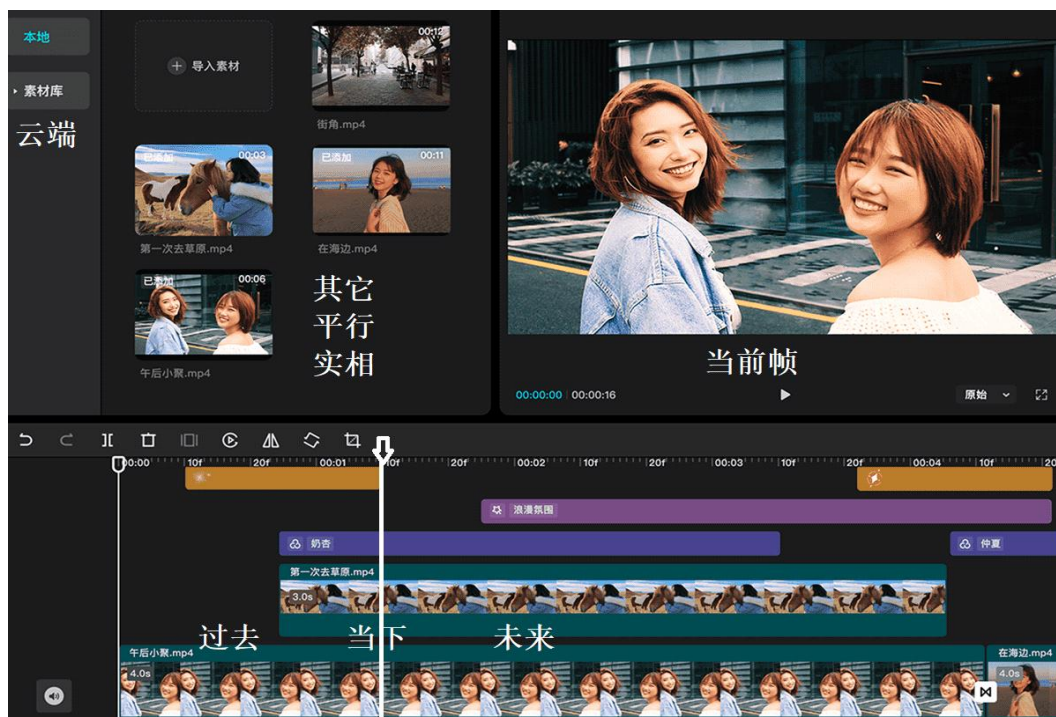 本地
素材库
云端
导入素材
00:12
街角.mp4
已添加
00:03
第一次去草原.mp4
已添加
00:11
在海边.mp4
已添加
00:06
午后小聚.mp4
其它
平行
实相
当前帧
00:00:00 00:00:16
原始
00:00 10f 20f 00:01 10f 20f 00:02 10f 20f 00:03 10f 20f 00:04 10f 20
浪漫氛围
奶杏
仲夏
第一次去草原.mp4
3.0s
过去 当下 未来
午后小聚.mp4
4.0s
在海边.mp4
4.0s